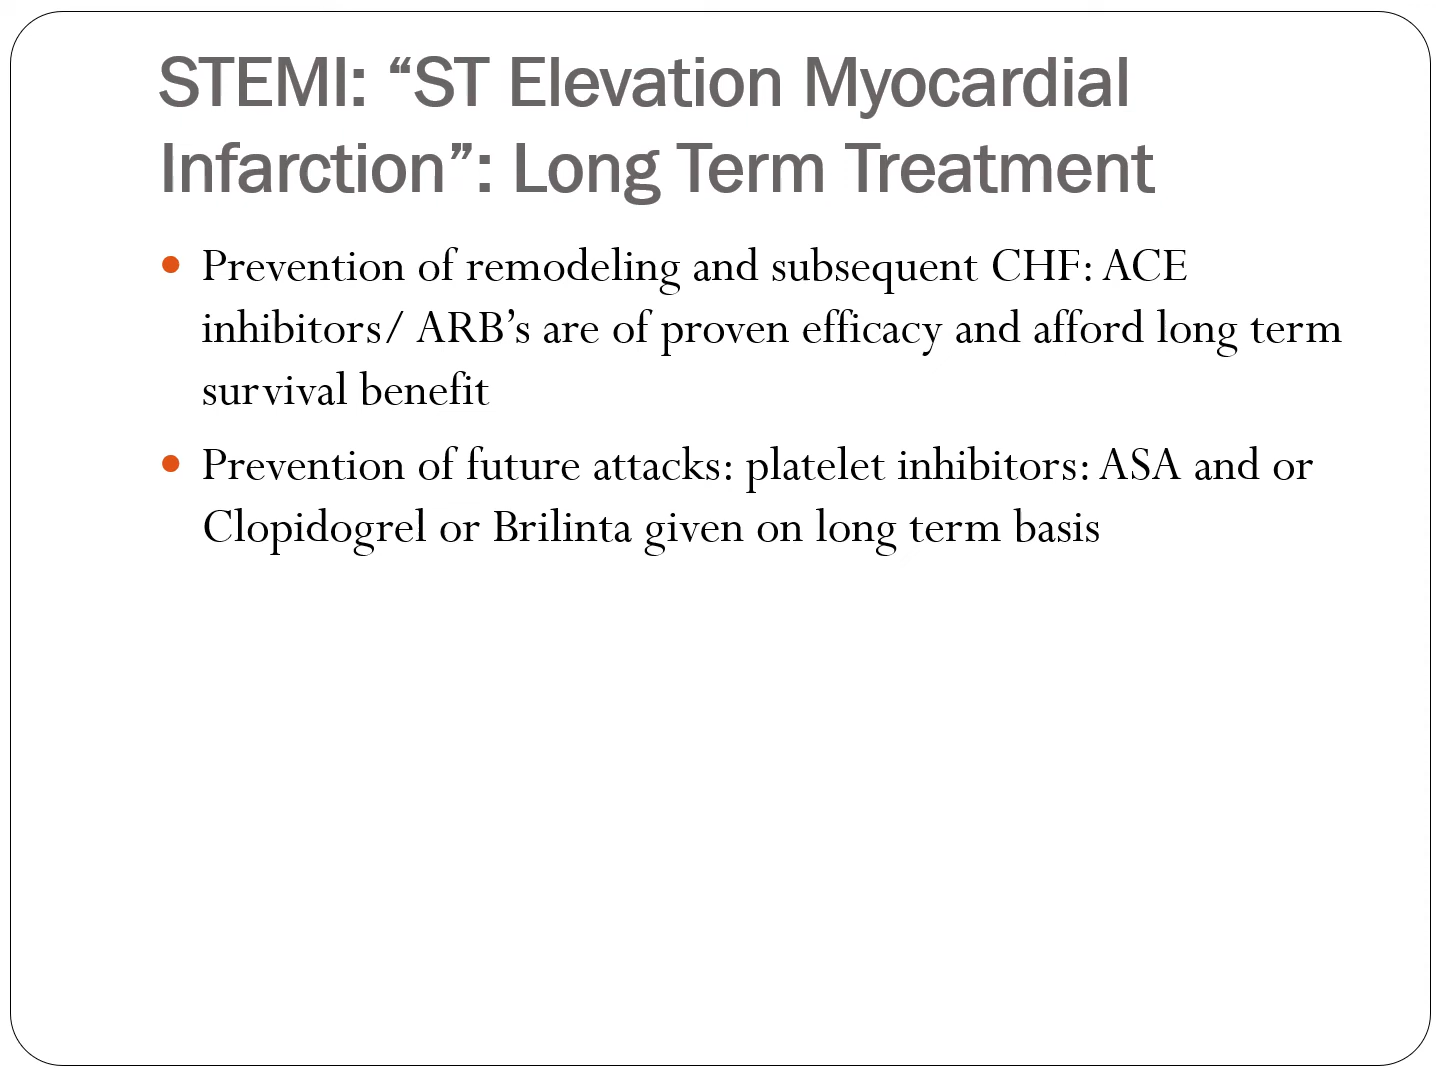 STEMI: “ST Elevation Myocardial
Infarction”: Long Term Treatment
• Prevention of remodeling and subsequent CHF: ACE
inhibitors/ ARB’s are of proven efficacy and afford long term
survival benefit
• Prevention of future attacks: platelet inhibitors: ASA and or
Clopidogrel or Brilinta given on long term basis